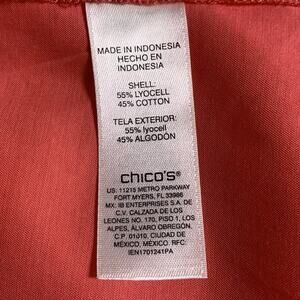 MADE IN INDONESIA
HECHO EN
INDONESIA
SHELL:
55% LYOCELL
45% COTTON
TELA EXTERIOR:
55% lyocell
45% ALGODÓN
chico's®
US: 11215 METRO PARKWAY
FORT MYERS, FL 33966
MX: IB ENTERPRISES S.A. DE
C.V. CALZADA DE LOS
LEONES NO. 170, PISO 1, LOS
ALPES, ÁLVARO OBREGÓN,
C.P. 01010, CIUDAD DE
MÉXICO, MÉXICO. RFC:
IEN1701241PA